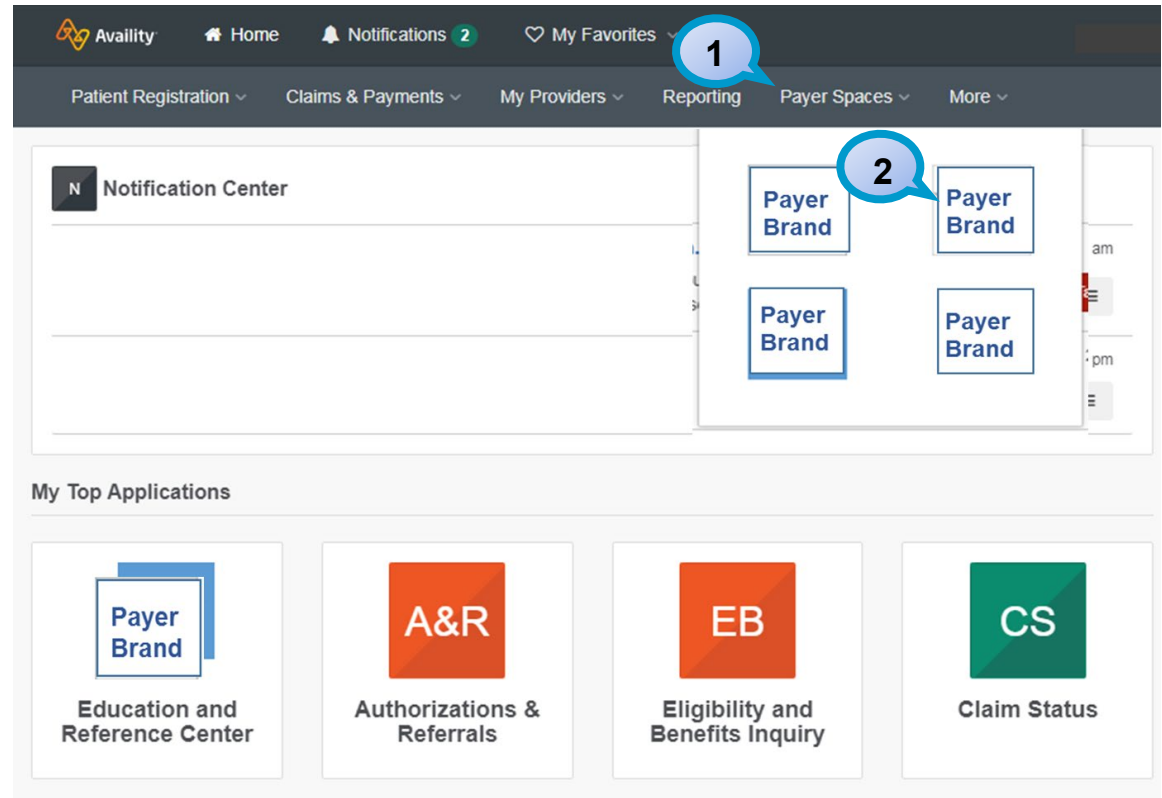 Availity Home Notifications 2 My Favorites
1
Patient Registration Claims & Payments My Providers Reporting Payer Spaces More
2
N Notification Center
Payer
Brand
Payer
Brand
am
Payer
Brand
Payer
Brand
pm
My Top Applications
Payer
Brand
Education and
Reference Center
A&R
Authorizations &
Referrals
EB
Eligibility and
Benefits Inquiry
CS
Claim Status